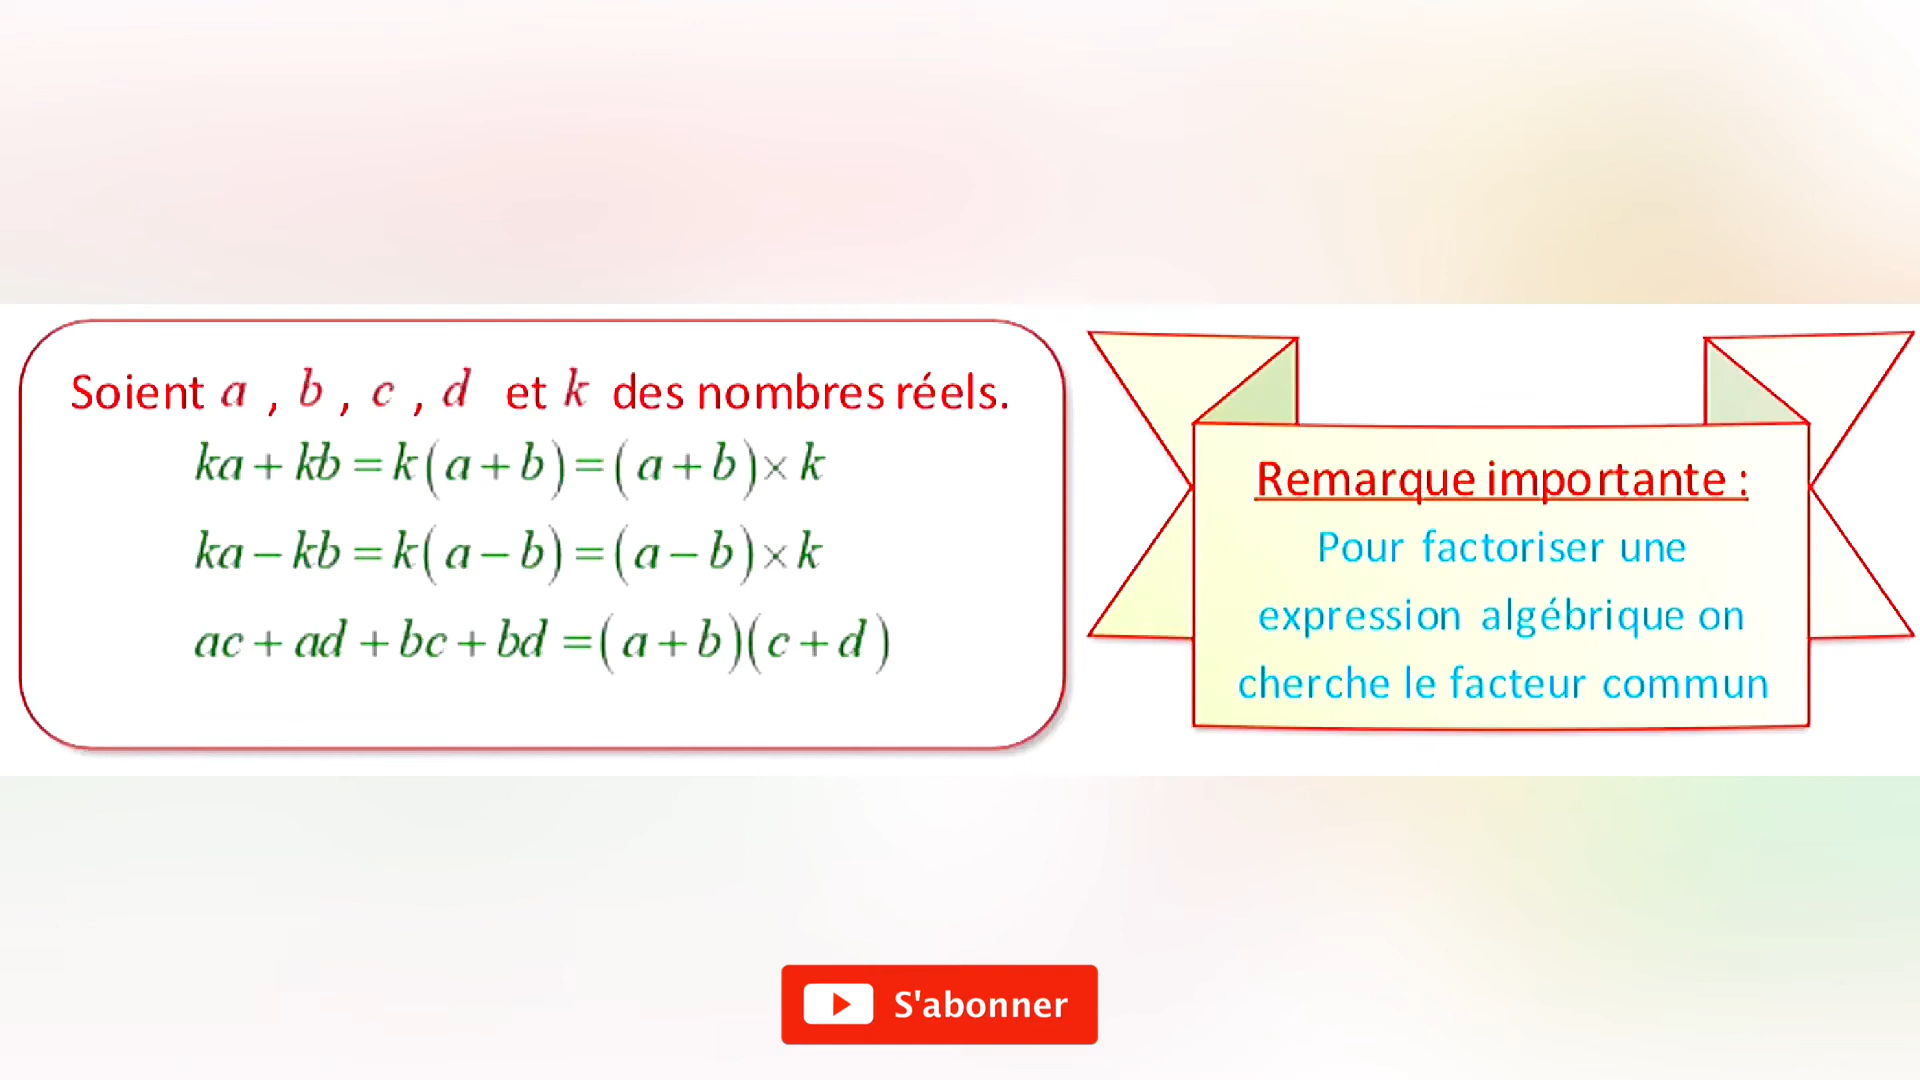 Soient a , b , c , d et k des nombres réels.
ka + kb = k(a + b) = (a + b) × k
ka − kb = k(a − b) = (a − b) × k
ac + ad + bc + bd = (a + b)(c + d)
Remarque importante :
Pour factoriser une
expression algébrique on
cherche le facteur commun
S'abonner